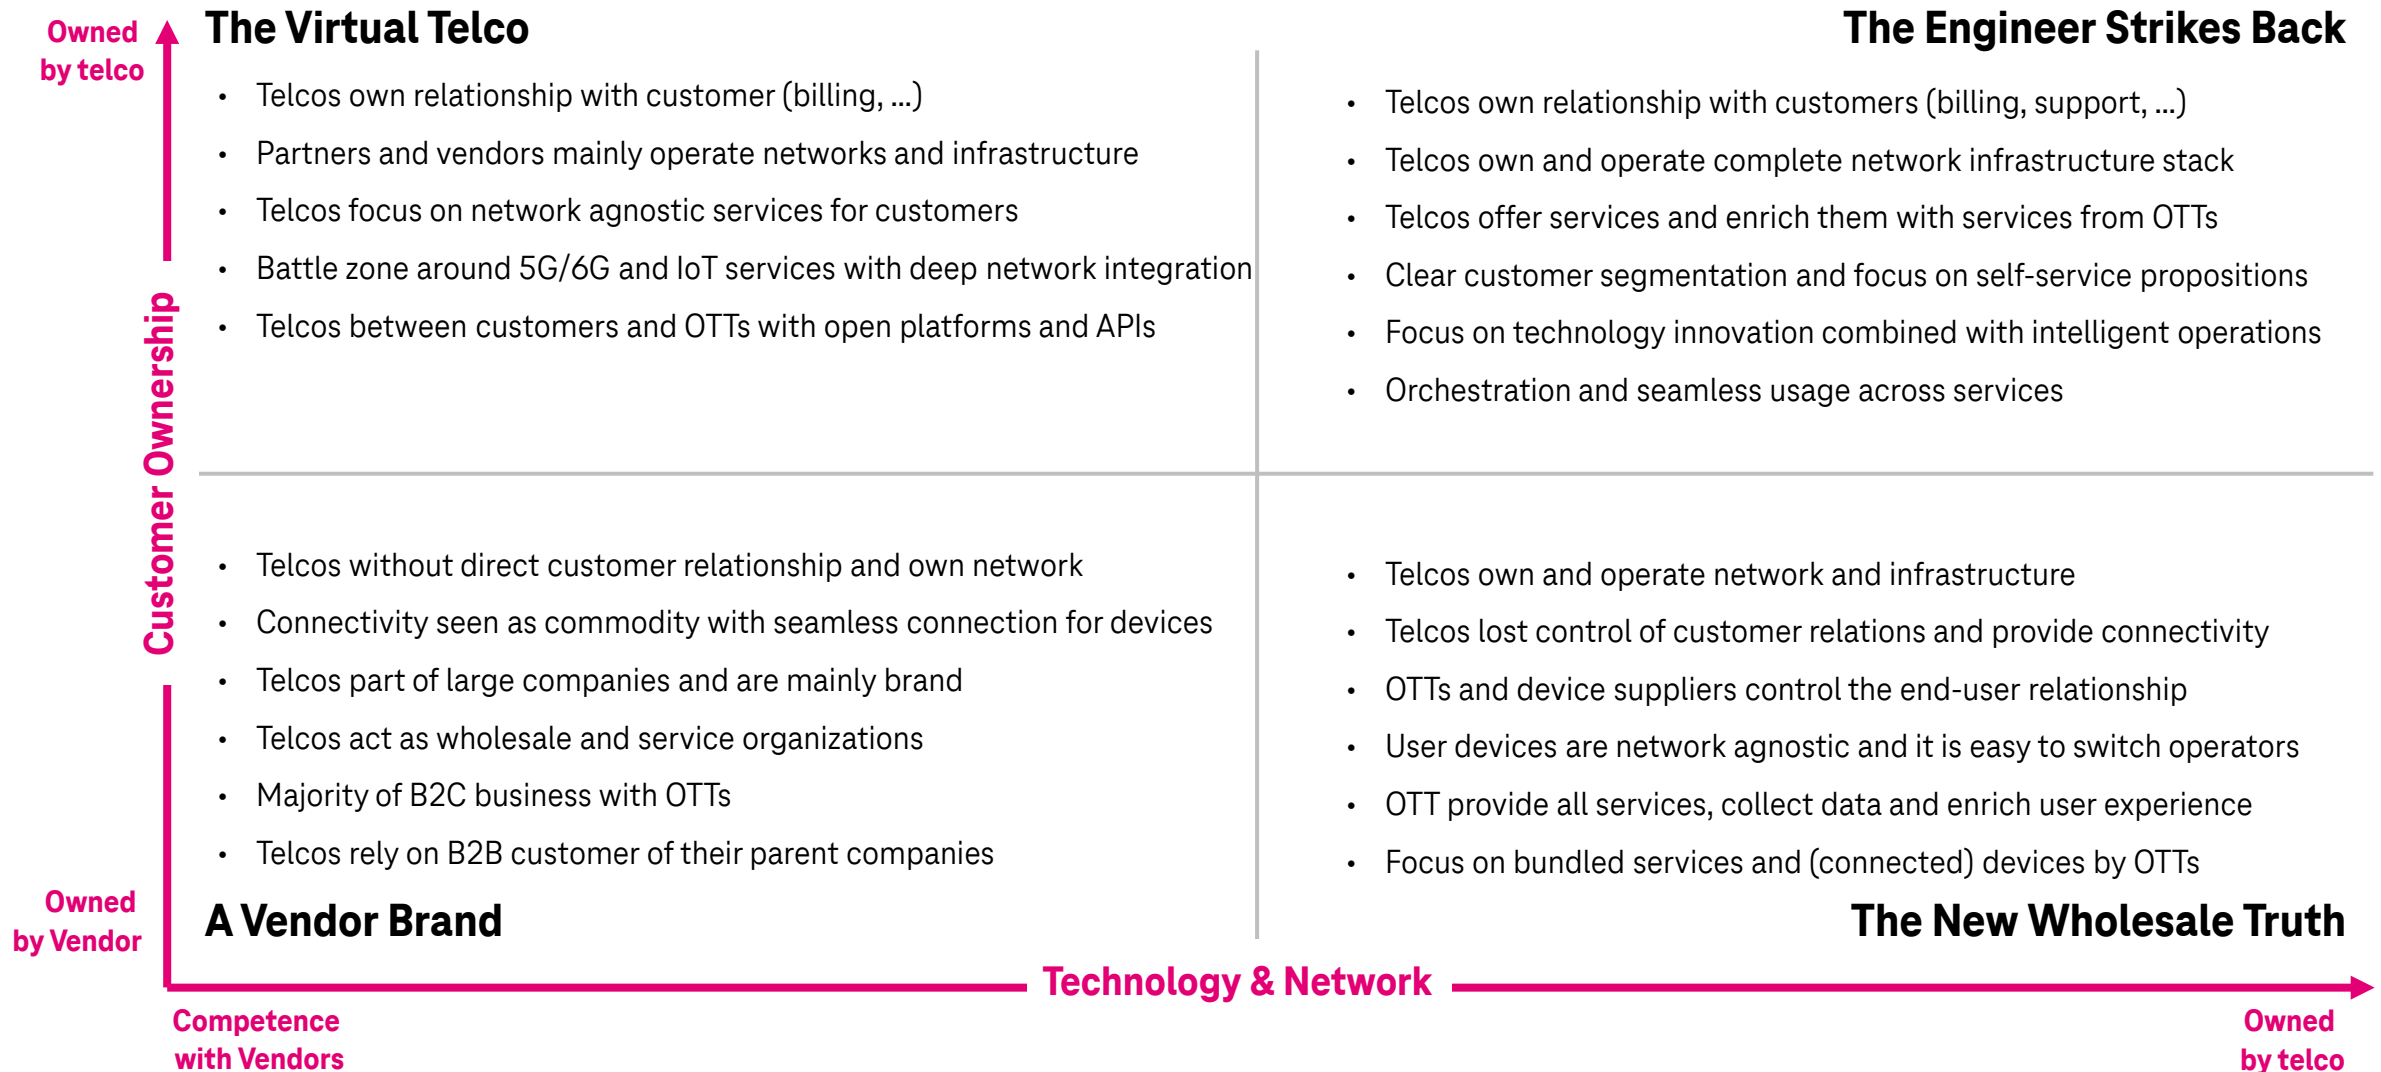 Owned
by telco
The Virtual Telco
• Telcos own relationship with customer (billing, ...)
• Partners and vendors mainly operate networks and infrastructure
• Telcos focus on network agnostic services for customers
• Battle zone around 5G/6G and IoT services with deep network integration
• Telcos between customers and OTTs with open platforms and APIs
The Engineer Strikes Back
• Telcos own relationship with customers (billing, support, ...)
• Telcos own and operate complete network infrastructure stack
• Telcos offer services and enrich them with services from OTTs
• Clear customer segmentation and focus on self-service propositions
• Focus on technology innovation combined with intelligent operations
• Orchestration and seamless usage across services
Customer Ownership
• Telcos without direct customer relationship and own network
• Connectivity seen as commodity with seamless connection for devices
• Telcos part of large companies and are mainly brand
• Telcos act as wholesale and service organizations
• Majority of B2C business with OTTs
• Telcos rely on B2B customer of their parent companies
A Vendor Brand
• Telcos own and operate network and infrastructure
• Telcos lost control of customer relations and provide connectivity
• OTTs and device suppliers control the end-user relationship
• User devices are network agnostic and it is easy to switch operators
• OTT provide all services, collect data and enrich user experience
• Focus on bundled services and (connected) devices by OTTs
The New Wholesale Truth
Owned
by Vendor
Technology & Network
Competence
with Vendors
Owned
by telco